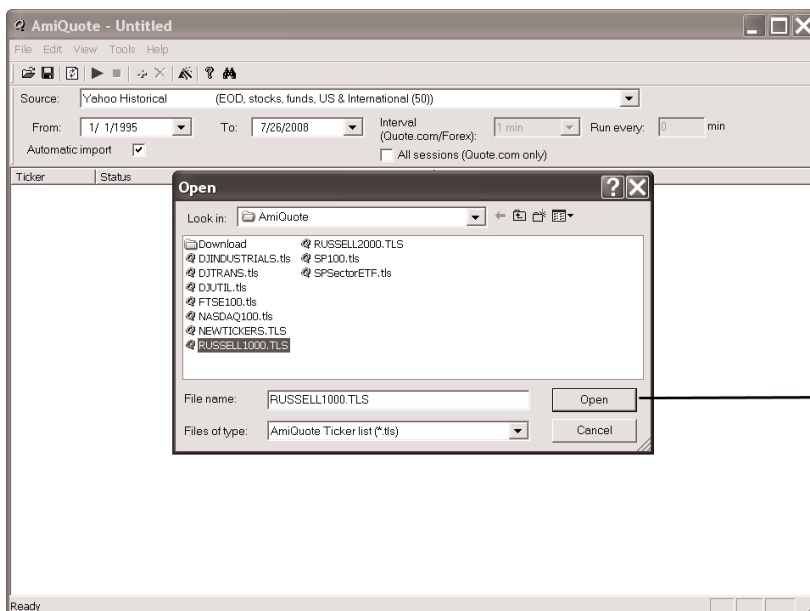 AmiQuote - Untitled
File Edit View Tools Help
Source: Yahoo Historical (EOD, stocks, funds, US & International (50))
From: 1/ 1/1995 To: 7/26/2008 Interval (Quote.com/Forex): 1 min Run every: 0 min
Automatic import All sessions (Quote.com only)
Ticker Status
Open
Look in: AmiQuote
Download RUSSELL2000.TLS
DJINDUSTRIALS.tls SP100.tls
DJTRANS.tls SPSectorETF.tls
DJUTIL.tls
FTSE100.tls
NASDAQ100.tls
NEWTICKERS.TLS
RUSSELL1000.TLS
File name: RUSSELL1000.TLS Open
Files of type: AmiQuote Ticker list (*.tls) Cancel
Ready